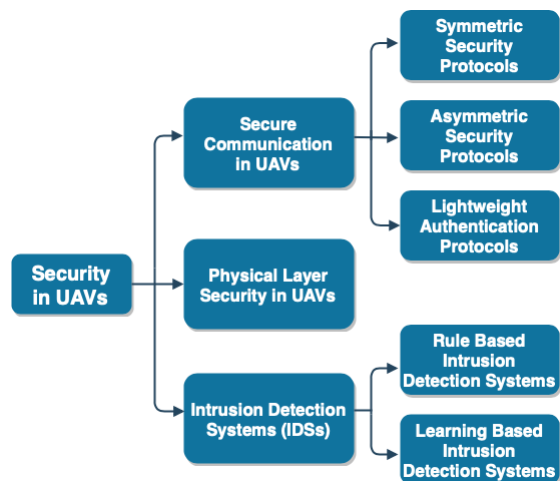 Symmetric
Security
Protocols
Secure
Communication
in UAVs
Asymmetric
Security
Protocols
Lightweight
Authentication
Protocols
Security
in UAVs
Physical Layer
Security in UAVs
Rule Based
Intrusion
Detection Systems
Intrusion Detection
Systems (IDSs)
Learning Based
Intrusion
Detection Systems